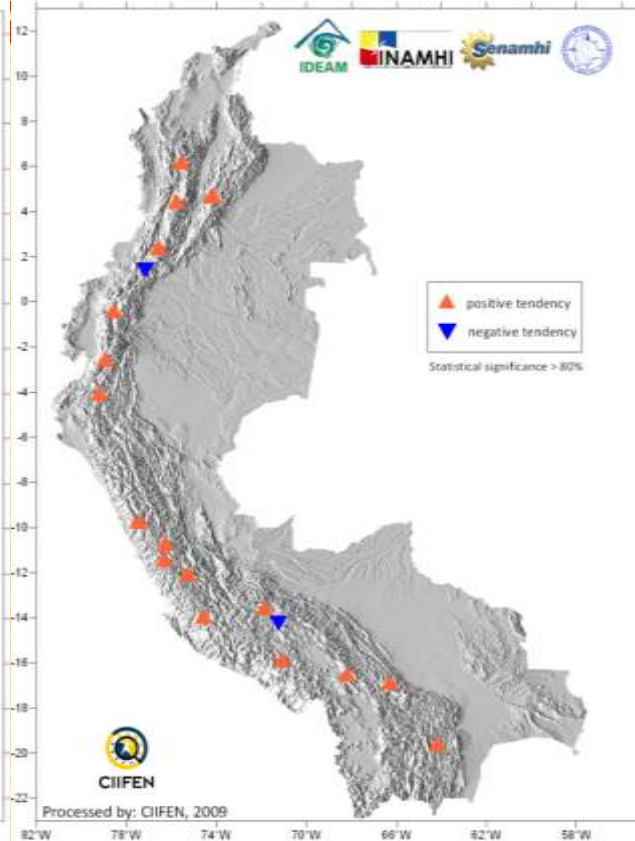 12
10
8
6
4
2
0
-2
-4
-6
-8
-10
-12
-14
-16
-18
-20
-22
IDEAM
INAMHI
Senamhi
positive tendency
negative tendency
Statistical significance > 80%
CIIFEN
Processed by: CIIFEN, 2009
82°W 78°W 74°W 70°W 66°W 62°W 58°W